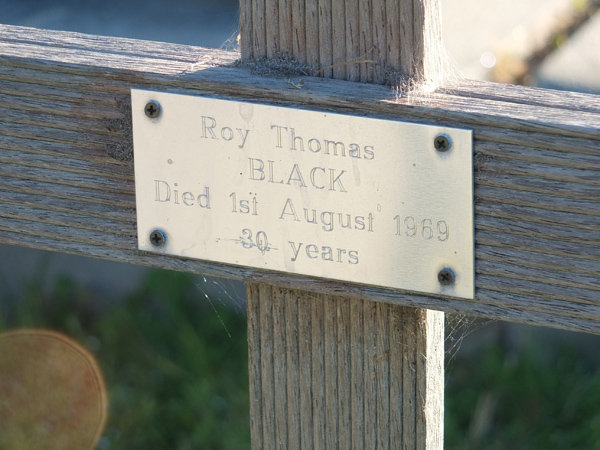 Roy Thomas
BLACK
Died 1st August 1969
30 years